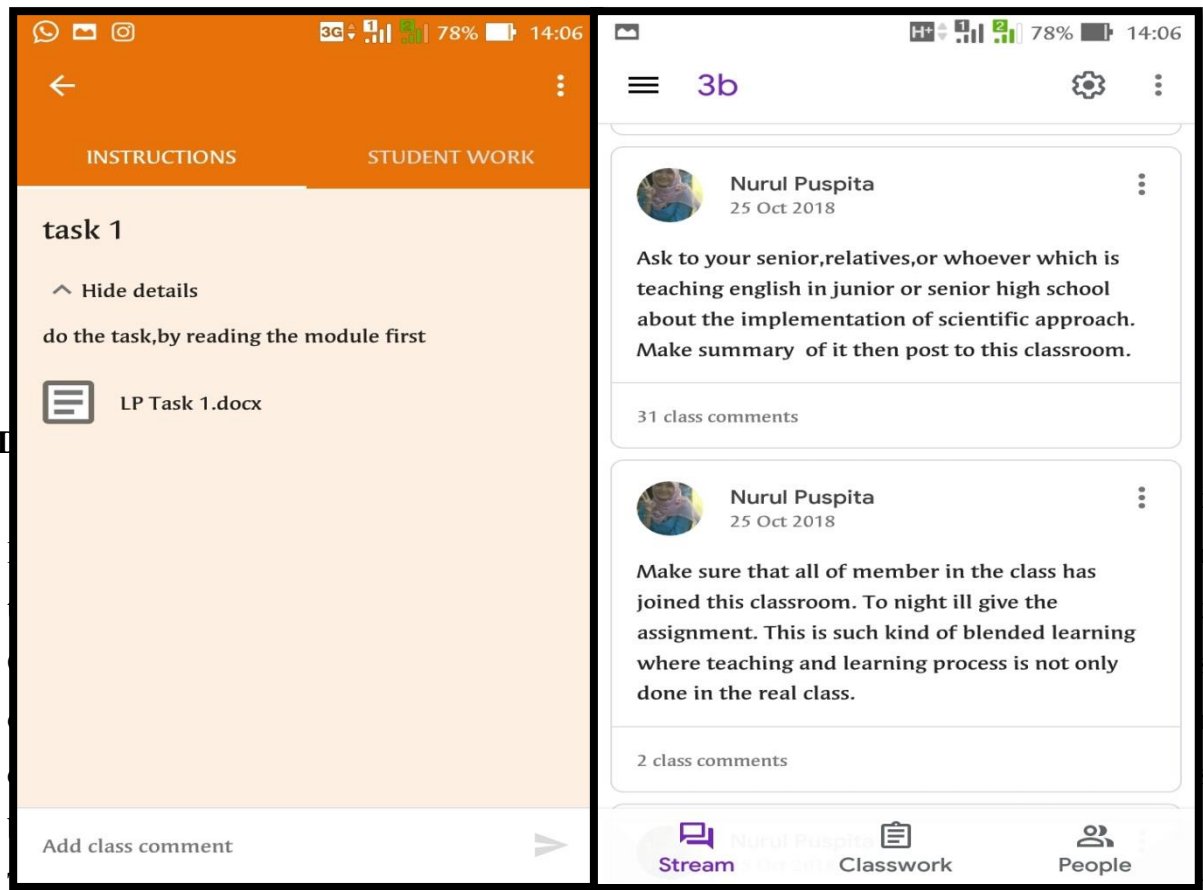 3G 1 2 78% 14:06
INSTRUCTIONS STUDENT WORK
task 1
Hide details
do the task,by reading the module first
LP Task 1.docx
Add class comment
H+ 1 2 78% 14:06
3b
Nurul Puspita
25 Oct 2018
Ask to your senior,relatives,or whoever which is
teaching english in junior or senior high school
about the implementation of scientific approach.
Make summary of it then post to this classroom.
31 class comments
Nurul Puspita
25 Oct 2018
Make sure that all of member in the class has
joined this classroom. To night ill give the
assignment. This is such kind of blended learning
where teaching and learning process is not only
done in the real class.
2 class comments
Nurul Puspita
Stream Classwork People